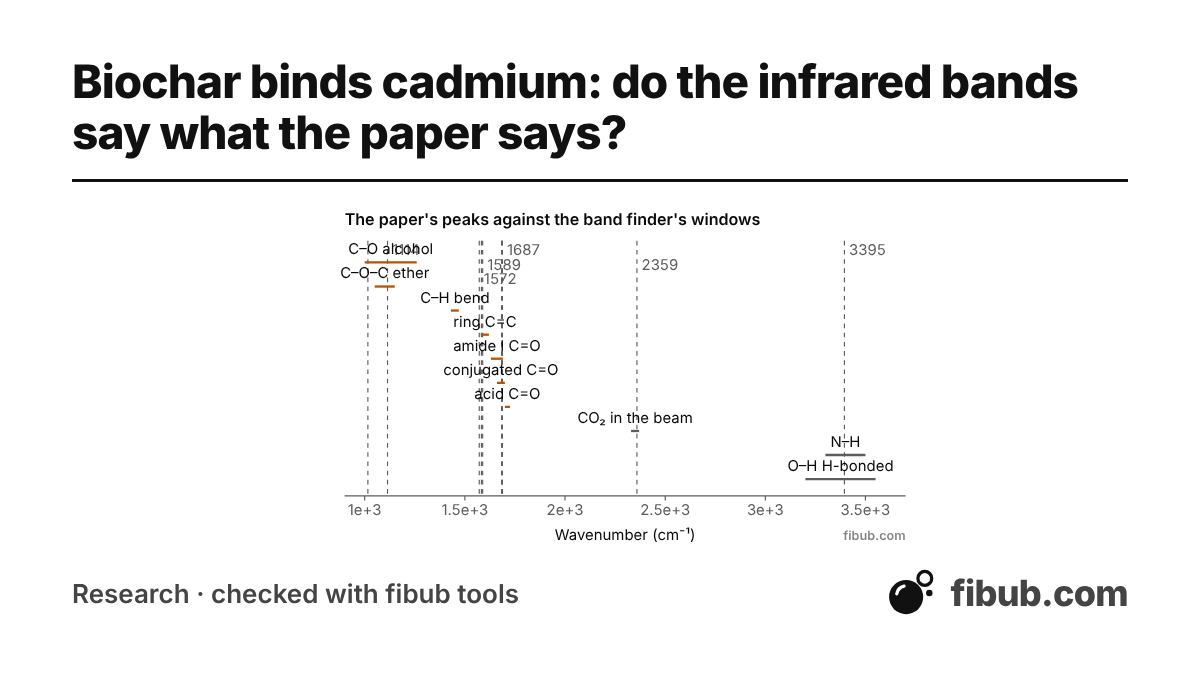 Biochar binds cadmium: do the infrared bands
say what the paper says?
The paper's peaks against the band finder's windows
C–O alcohol
1687
3395
C–O–C ether
1589
2359
1572
C–H bend
ring C=C
amide I C=O
conjugated C=O
acid C=O
CO₂ in the beam
N–H
O–H H-bonded
1e+3 1.5e+3 2e+3 2.5e+3 3e+3 3.5e+3
Wavenumber (cm⁻¹)
fibub.com
Research · checked with fibub tools
fibub.com